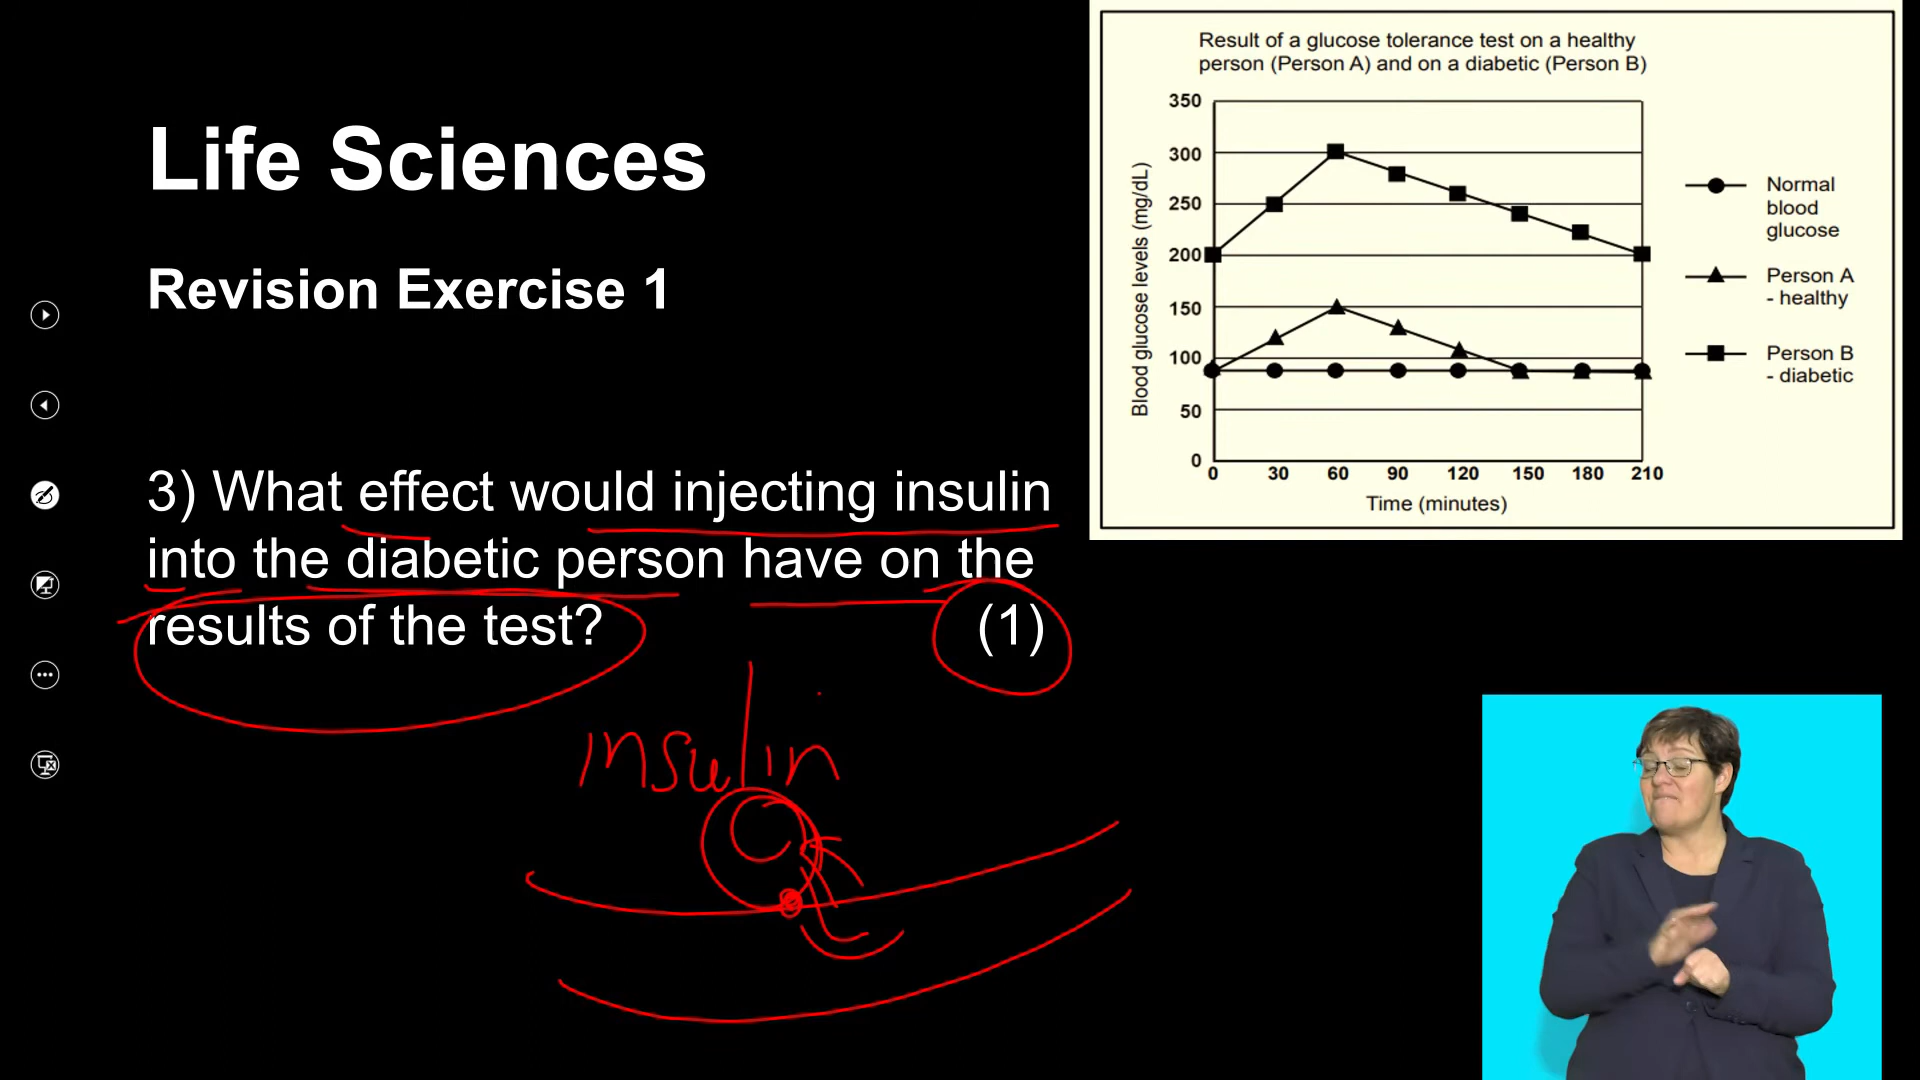 Life Sciences
Revision Exercise 1
3) What effect would injecting insulin
into the diabetic person have on the
results of the test? (1)
insulin
Result of a glucose tolerance test on a healthy
person (Person A) and on a diabetic (Person B)
Blood glucose levels (mg/dL)
350
300
250
200
150
100
50
0
0 30 60 90 120 150 180 210
Time (minutes)
Normal
blood
glucose
Person A
- healthy
Person B
- diabetic